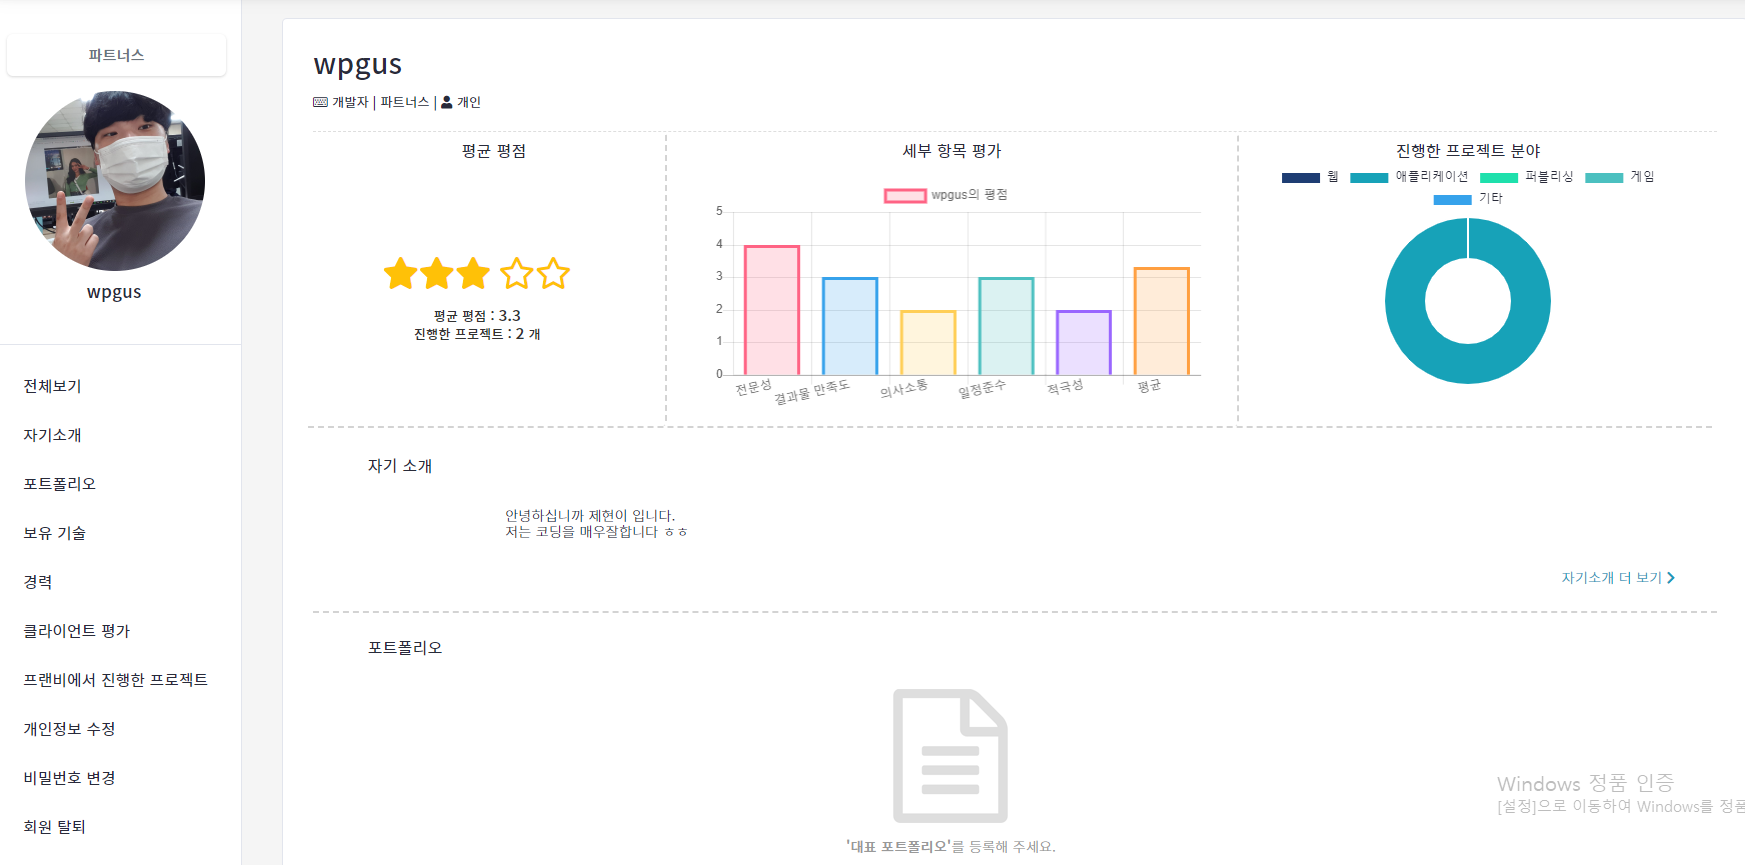 파트너스
wpgus
전체보기
자기소개
포트폴리오
보유 기술
경력
클라이언트 평가
프랜비에서 진행한 프로젝트
개인정보 수정
비밀번호 변경
회원 탈퇴
wpgus
개발자 | 파트너스 | 개인
평균 평점
평균 평점 : 3.3
진행한 프로젝트 : 2 개
세부 항목 평가
wpgus의 평점
5
4
3
2
1
0
전문성
결과물 만족도
의사소통
일정준수
적극성
평균
진행한 프로젝트 분야
웹 애플리케이션 퍼블리싱 게임
기타
자기 소개
안녕하십니까 제현이 입니다.
저는 코딩을 매우잘합니다 ㅎㅎ
자기소개 더 보기
포트폴리오
'대표 포트폴리오'를 등록해 주세요.
Windows 정품 인증
[설정]으로 이동하여 Windows를 정품